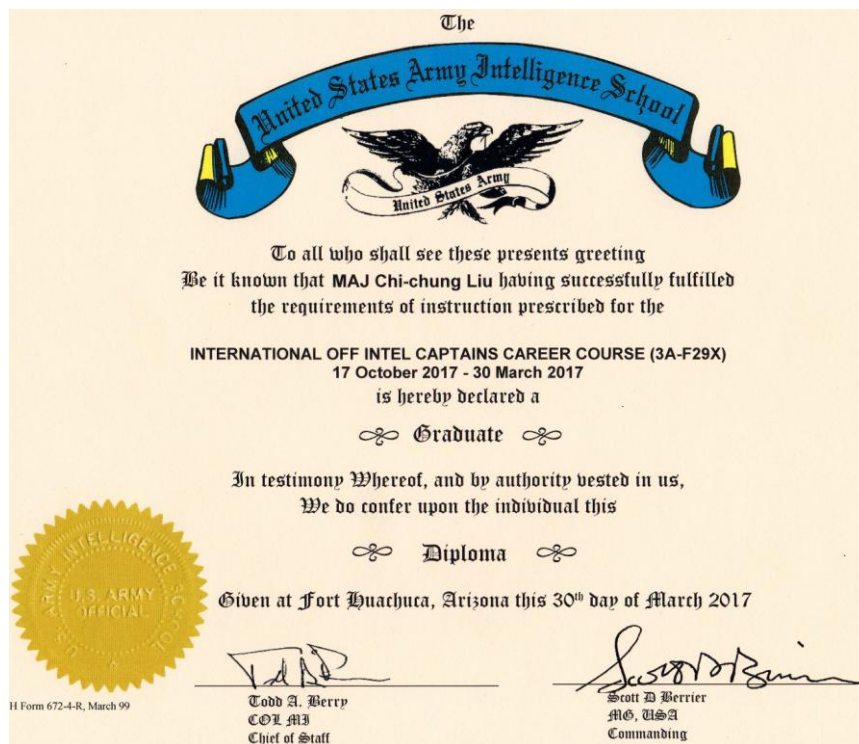 The
United States Army Intelligence School
United States Army
To all who shall see these presents greeting
Be it known that MAJ Chi-chung Liu having successfully fulfilled
the requirements of instruction prescribed for the
INTERNATIONAL OFF INTEL CAPTAINS CAREER COURSE (3A-F29X)
17 October 2017 - 30 March 2017
is hereby declared a
Graduate
In testimony Whereof, and by authority vested in us,
We do confer upon the individual this
Diploma
Given at Fort Huachuca, Arizona this 30th day of March 2017
U.S. ARMY INTELLIGENCE SCHOOL
U.S. ARMY
OFFICIAL
Todd A. Berry
COL MI
Chief of Staff
Scott D Berrier
MG, USA
Commanding
H Form 672-4-R, March 99